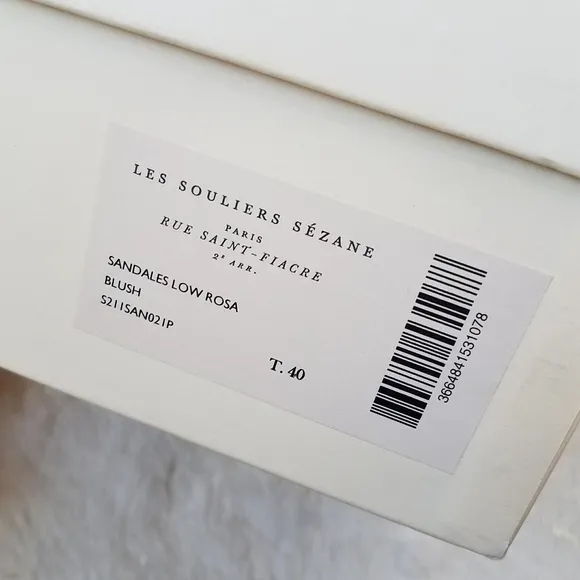 LES SOULIERS SÉZANE
PARIS
RUE SAINT-FIACRE
2ᵉ ARR.
SANDALES LOW ROSA
BLUSH
S211SAN021P
T. 40
3664841531078